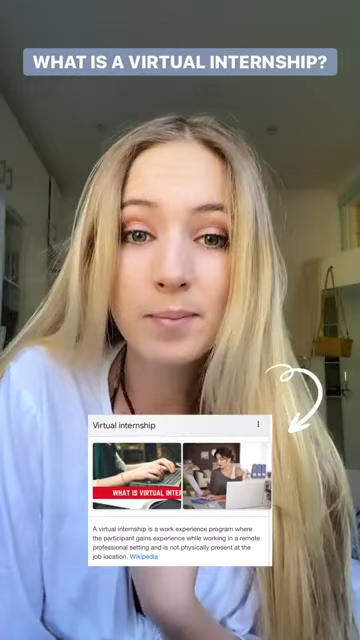 WHAT IS A VIRTUAL INTERNSHIP?
Virtual internship
WHAT IS VIRTUAL INTER
A virtual internship is a work experience program where
the participant gains experience while working in a remote
professional setting and is not physically present at the
job location. Wikipedia